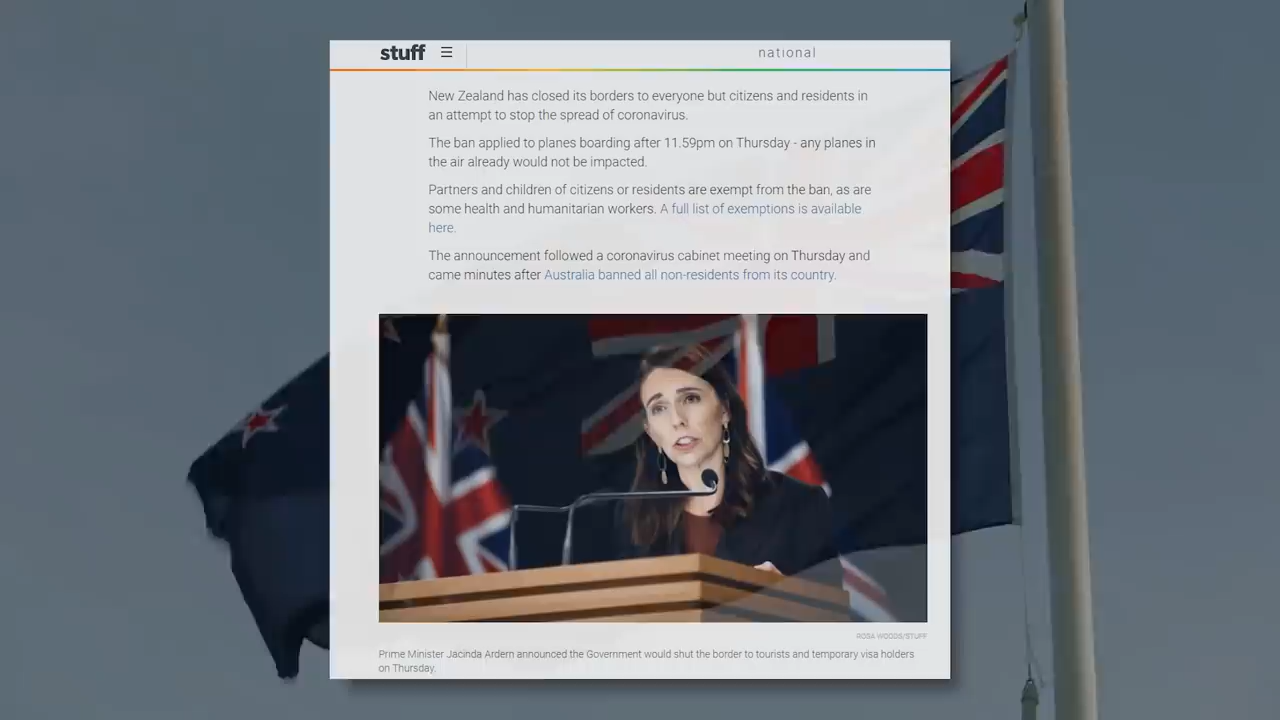 stuff
national
New Zealand has closed its borders to everyone but citizens and residents in
an attempt to stop the spread of coronavirus.
The ban applied to planes boarding after 11.59pm on Thursday - any planes in
the air already would not be impacted.
Partners and children of citizens or residents are exempt from the ban, as are
some health and humanitarian workers. A full list of exemptions is available
here.
The announcement followed a coronavirus cabinet meeting on Thursday and
came minutes after Australia banned all non-residents from its country.
ROSA WOODS/STUFF
Prime Minister Jacinda Ardern announced the Government would shut the border to tourists and temporary visa holders
on Thursday.